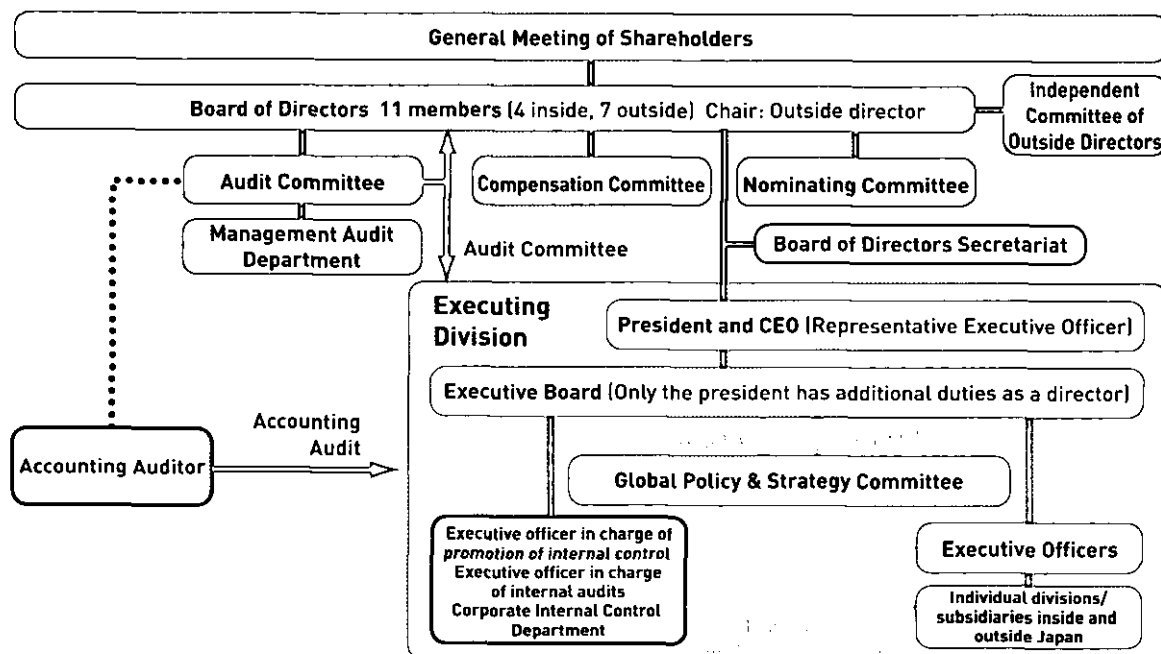 General Meeting of Shareholders
Board of Directors 11 members (4 inside, 7 outside) Chair: Outside director
Independent
Committee of
Outside Directors
Audit Committee
Compensation Committee
Nominating Committee
Management Audit
Department
Audit Committee
Board of Directors Secretariat
Executing
Division
President and CEO (Representative Executive Officer)
Executive Board (Only the president has additional duties as a director)
Accounting
Audit
Accounting Auditor
Global Policy & Strategy Committee
Executive officer in charge of
promotion of internal control
Executive officer in charge
of internal audits
Corporate Internal Control
Department
Executive Officers
Individual divisions/
subsidiaries inside and
outside Japan